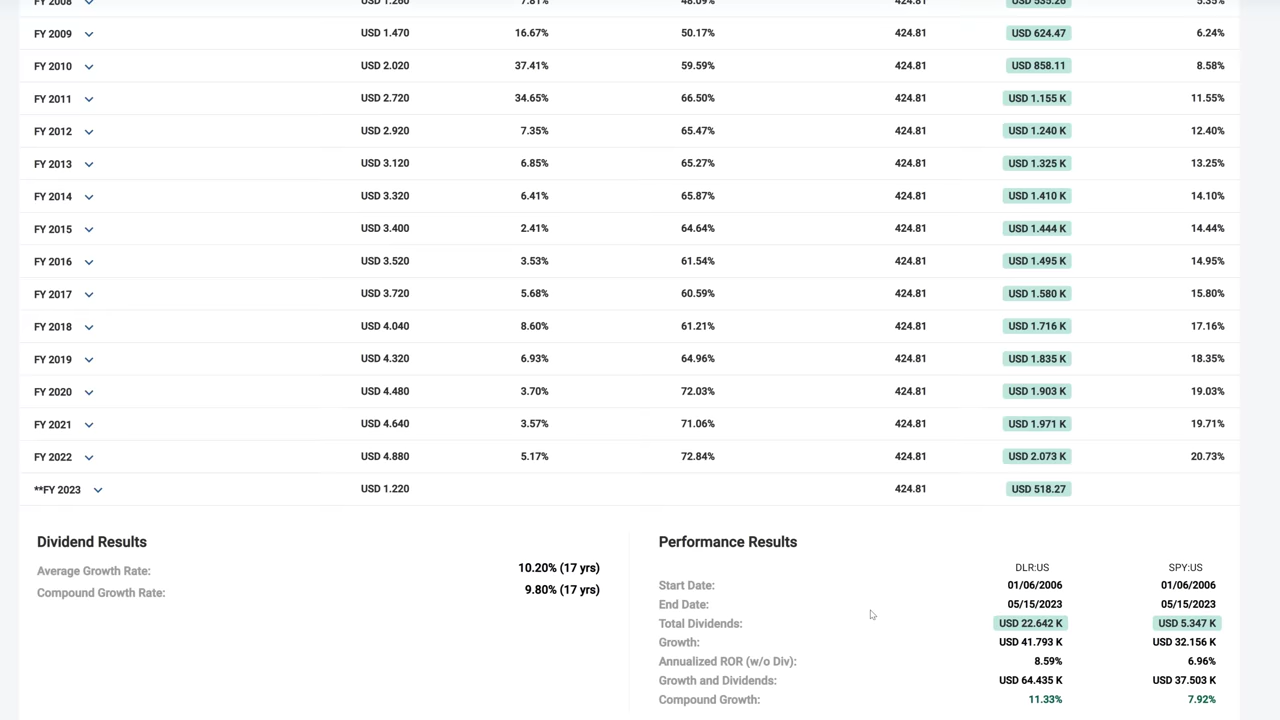 FY 2008 USD 1.260 7.81% 48.09% 424.81 USD 535.26 5.35%
FY 2009 USD 1.470 16.67% 50.17% 424.81 USD 624.47 6.24%
FY 2010 USD 2.020 37.41% 59.59% 424.81 USD 858.11 8.58%
FY 2011 USD 2.720 34.65% 66.50% 424.81 USD 1.155 K 11.55%
FY 2012 USD 2.920 7.35% 65.47% 424.81 USD 1.240 K 12.40%
FY 2013 USD 3.120 6.85% 65.27% 424.81 USD 1.325 K 13.25%
FY 2014 USD 3.320 6.41% 65.87% 424.81 USD 1.410 K 14.10%
FY 2015 USD 3.400 2.41% 64.64% 424.81 USD 1.444 K 14.44%
FY 2016 USD 3.520 3.53% 61.54% 424.81 USD 1.495 K 14.95%
FY 2017 USD 3.720 5.68% 60.59% 424.81 USD 1.580 K 15.80%
FY 2018 USD 4.040 8.60% 61.21% 424.81 USD 1.716 K 17.16%
FY 2019 USD 4.320 6.93% 64.96% 424.81 USD 1.835 K 18.35%
FY 2020 USD 4.480 3.70% 72.03% 424.81 USD 1.903 K 19.03%
FY 2021 USD 4.640 3.57% 71.06% 424.81 USD 1.971 K 19.71%
FY 2022 USD 4.880 5.17% 72.84% 424.81 USD 2.073 K 20.73%
**FY 2023 USD 1.220 424.81 USD 518.27
Dividend Results
Average Growth Rate: 10.20% (17 yrs)
Compound Growth Rate: 9.80% (17 yrs)
Performance Results
DLR:US SPY:US
Start Date: 01/06/2006 01/06/2006
End Date: 05/15/2023 05/15/2023
Total Dividends: USD 22.642 K USD 5.347 K
Growth: USD 41.793 K USD 32.156 K
Annualized ROR (w/o Div): 8.59% 6.96%
Growth and Dividends: USD 64.435 K USD 37.503 K
Compound Growth: 11.33% 7.92%